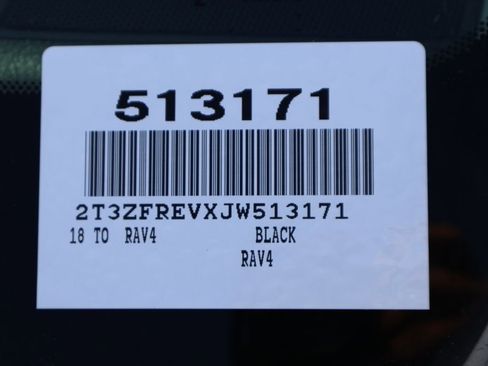 513171
2T3ZFREVXJW513171
18 TO RAV4 BLACK
RAV4